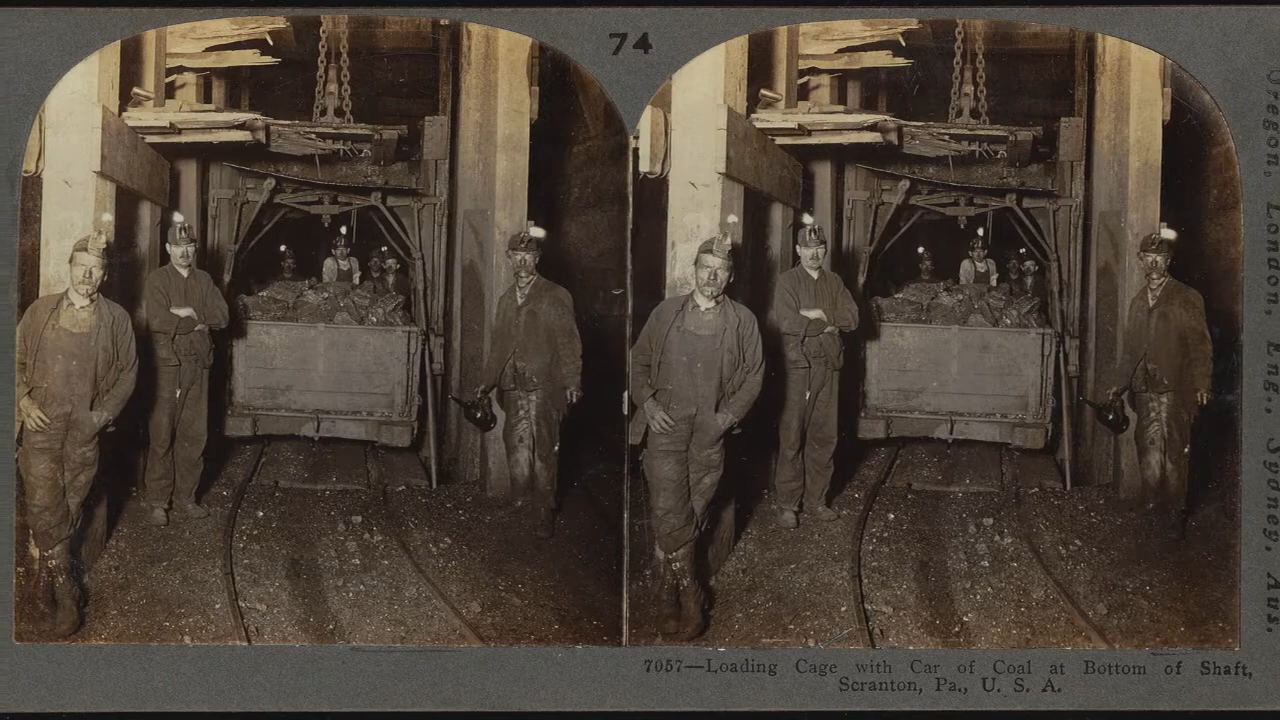 74
Oregon, London, Eng., Sydney, Aus.
7057—Loading Cage with Car of Coal at Bottom of Shaft,
Scranton, Pa., U. S. A.